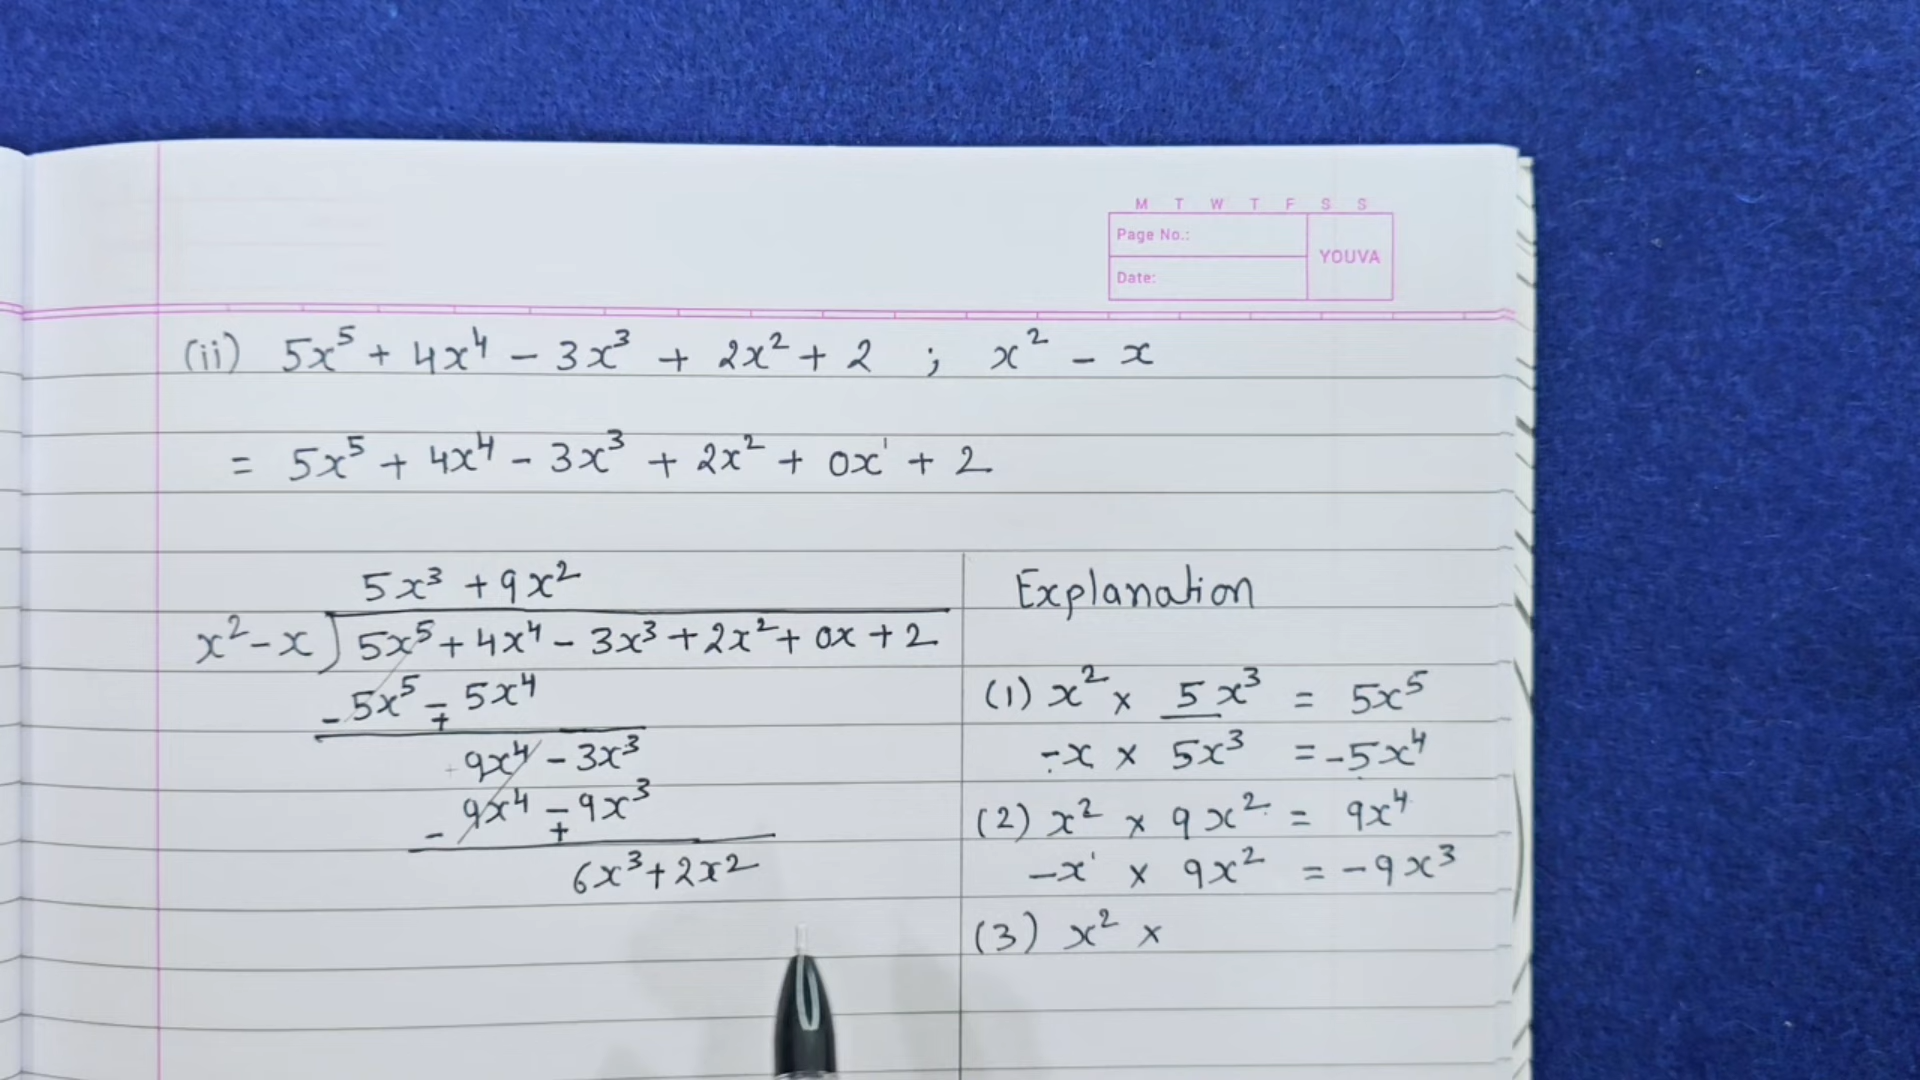 M T W T F S S
Page No.:
YOUVA
Date:
(ii) 5x⁵ + 4x⁴ - 3x³ + 2x² + 2 ; x² - x
= 5x⁵ + 4x⁴ - 3x³ + 2x² + 0x¹ + 2
5x³ + 9x²
x² - x ) 5x⁵ + 4x⁴ - 3x³ + 2x² + 0x + 2
5x⁵ - 5x⁴
- +
9x⁴ - 3x³
9x⁴ - 9x³
- +
6x³ + 2x²
Explanation
(1) x² × 5x³ = 5x⁵
-x × 5x³ = -5x⁴
(2) x² × 9x² = 9x⁴
-x¹ × 9x² = -9x³
(3) x² ×